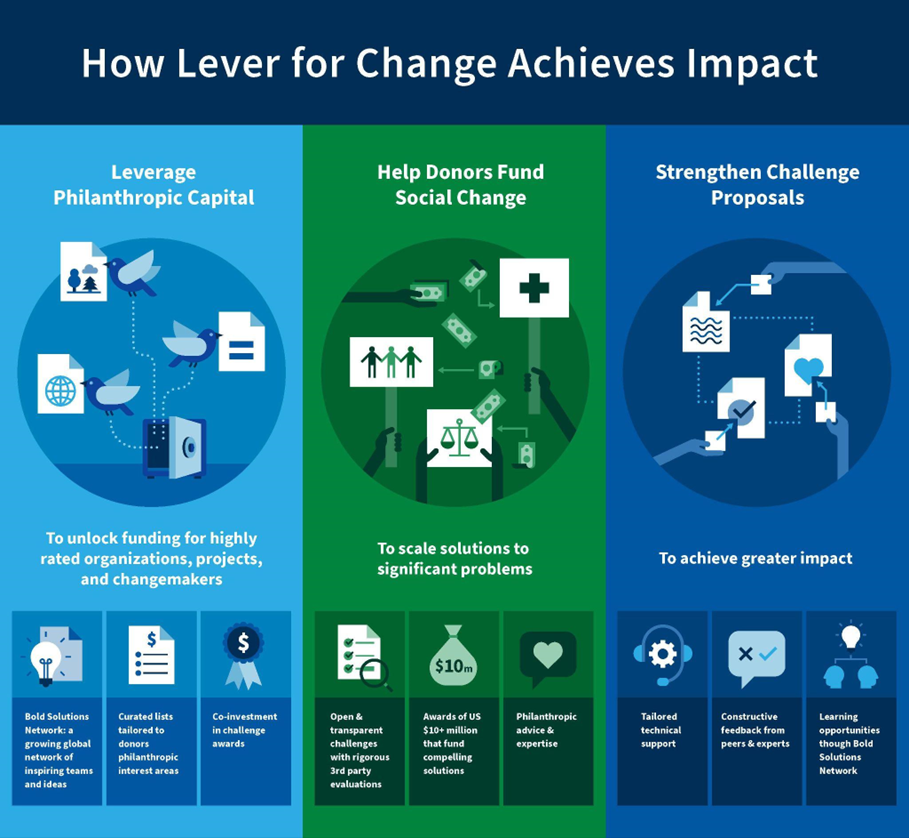 How Lever for Change Achieves Impact
Leverage
Philanthropic Capital
To unlock funding for highly
rated organizations, projects,
and changemakers
$
$
Bold Solutions
Network: a
growing global
network of
inspiring teams
and ideas
Curated lists
tailored to
donors
philanthropic
interest areas
Co-investment
in challenge
awards
Help Donors Fund
Social Change
To scale solutions to
significant problems
$10m
Open &
transparent
challenges
with rigorous
3rd party
evaluations
Awards of US
$10+ million
that fund
compelling
solutions
Philanthropic
advice &
expertise
Strengthen Challenge
Proposals
To achieve greater impact
Tailored
technical
support
Constructive
feedback from
peers & experts
Learning
opportunities
though Bold
Solutions
Network